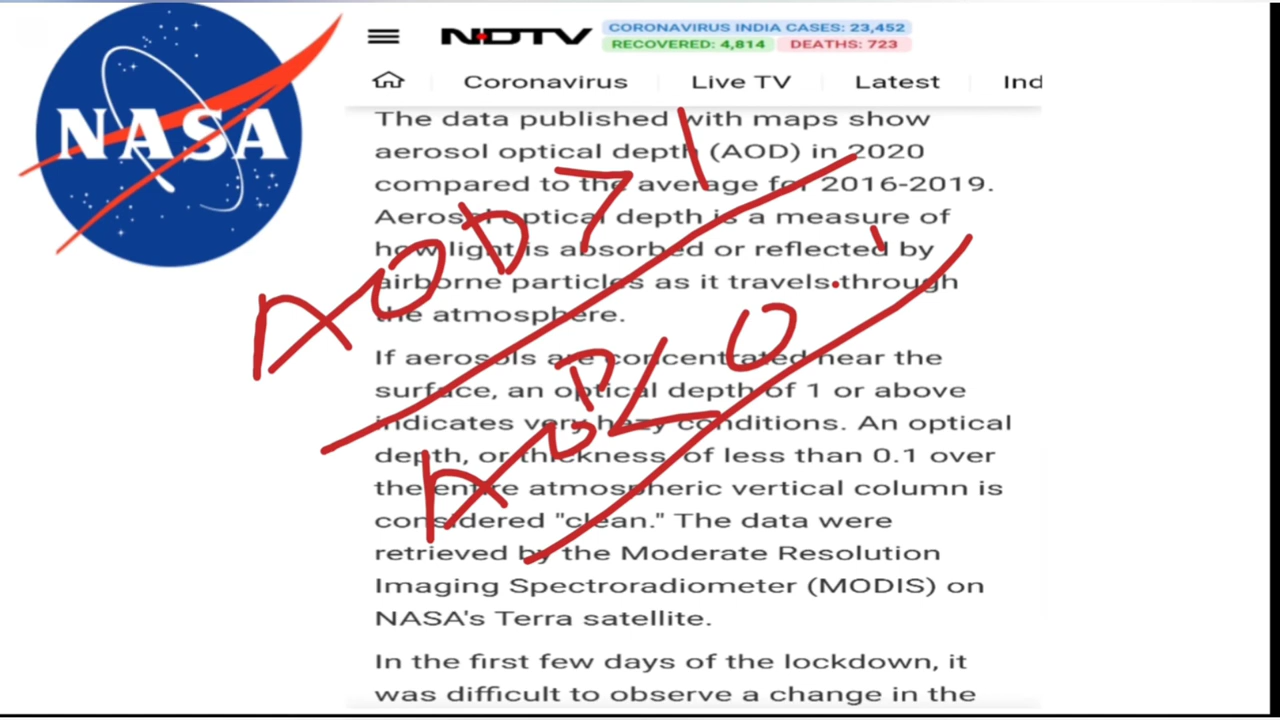 NASA
NDTV
CORONAVIRUS INDIA CASES: 23,452
RECOVERED: 4,814 DEATHS: 723
Coronavirus Live TV Latest Ind
The data published with maps show
aerosol optical depth (AOD) in 2020
compared to the average for 2016-2019.
Aerosol optical depth is a measure of
how light is absorbed or reflected by
airborne particles as it travels through
the atmosphere.
If aerosols are concentrated near the
surface, an optical depth of 1 or above
indicates very hazy conditions. An optical
depth, or thickness, of less than 0.1 over
the entire atmospheric vertical column is
considered "clean." The data were
retrieved by the Moderate Resolution
Imaging Spectroradiometer (MODIS) on
NASA's Terra satellite.
In the first few days of the lockdown, it
was difficult to observe a change in the
AOD > 1
AOD < 0.1